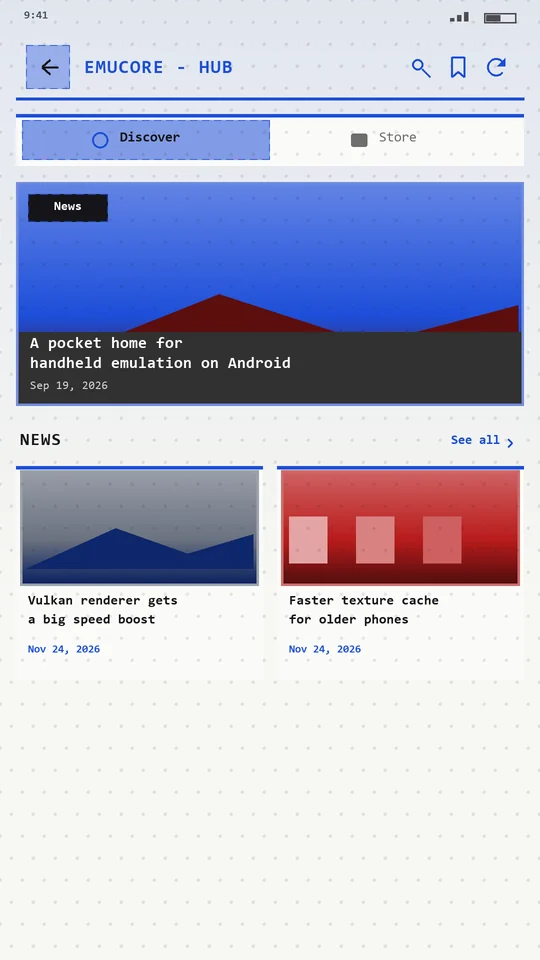 9:41
EMUCORE - HUB
Discover
Store
News
A pocket home for
handheld emulation on Android
Sep 19, 2026
NEWS
See all
Vulkan renderer gets
a big speed boost
Nov 24, 2026
Faster texture cache
for older phones
Nov 24, 2026